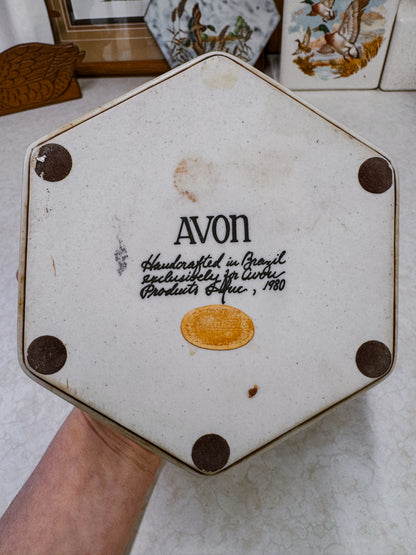 AVON
Handcrafted in Brazil
exclusively for Avon
Products Inc., 1980